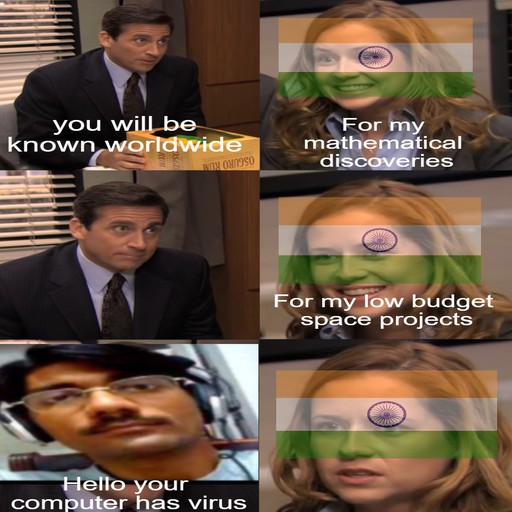 you will be
known worldwide
For my
mathematical
discoveries
For my low budget
space projects
Hello your
computer has virus